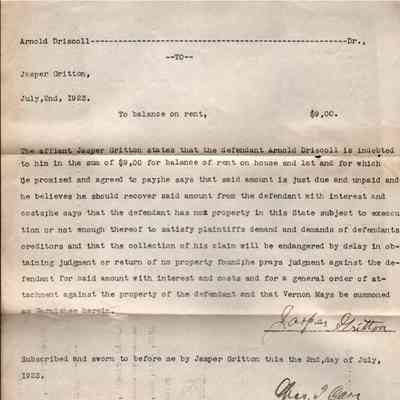 Arnold Driscoll---------------------------------------------------Dr.,
--TO--
Jasper Gritton,
July,2nd, 1923.
To balance on rent, $9.00.
The affiant Jasper Gritton states that the defendant Arnold Driscoll is indebted
to him in the sum of $9.00 for balance of rent on house and lot and for which
he promised and agreed to pay;he says that said amount is just due and unpaid and
he believes he should recover said amount from the defendant with interest and
costs;he says that the defendant has not property in this State subject to execu-
tion or not enough thereof to satisfy plaintiffs demand and demands of defendants
creditors and that the collection of his claim will be endangered by delay in ob-
taining judgment or return of no property found;he prays judgment against the de-
fendant for said amount with interest and costs and for a general order of at-
tachment against the property of the defendant and that Vernon Mays be summoned
as Garnishee herein.
Jasper Gritton
Subscribed and sworn to before me by Jasper Gritton this the 2nd,day of July,
1923.